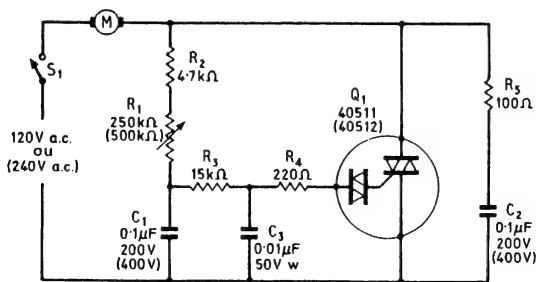 M
S1
120V a.c.
ou
(240V a.c.)
R2
4·7kΩ
R1
250kΩ
(500kΩ)
R3
15kΩ
R4
220Ω
C1
0·1µF
200V
(400V)
C3
0·01µF
50V w
Q1
40511
(40512)
R5
100Ω
C2
0·1µF
200V
(400V)